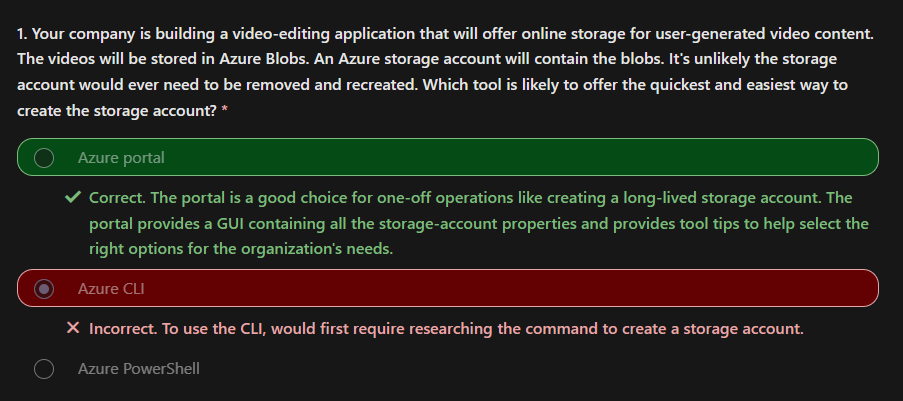 1. Your company is building a video-editing application that will offer online storage for user-generated video content.
The videos will be stored in Azure Blobs. An Azure storage account will contain the blobs. It's unlikely the storage
account would ever need to be removed and recreated. Which tool is likely to offer the quickest and easiest way to
create the storage account? *
Azure portal
Correct. The portal is a good choice for one-off operations like creating a long-lived storage account. The
portal provides a GUI containing all the storage-account properties and provides tool tips to help select the
right options for the organization's needs.
Azure CLI
Incorrect. To use the CLI, would first require researching the command to create a storage account.
Azure PowerShell